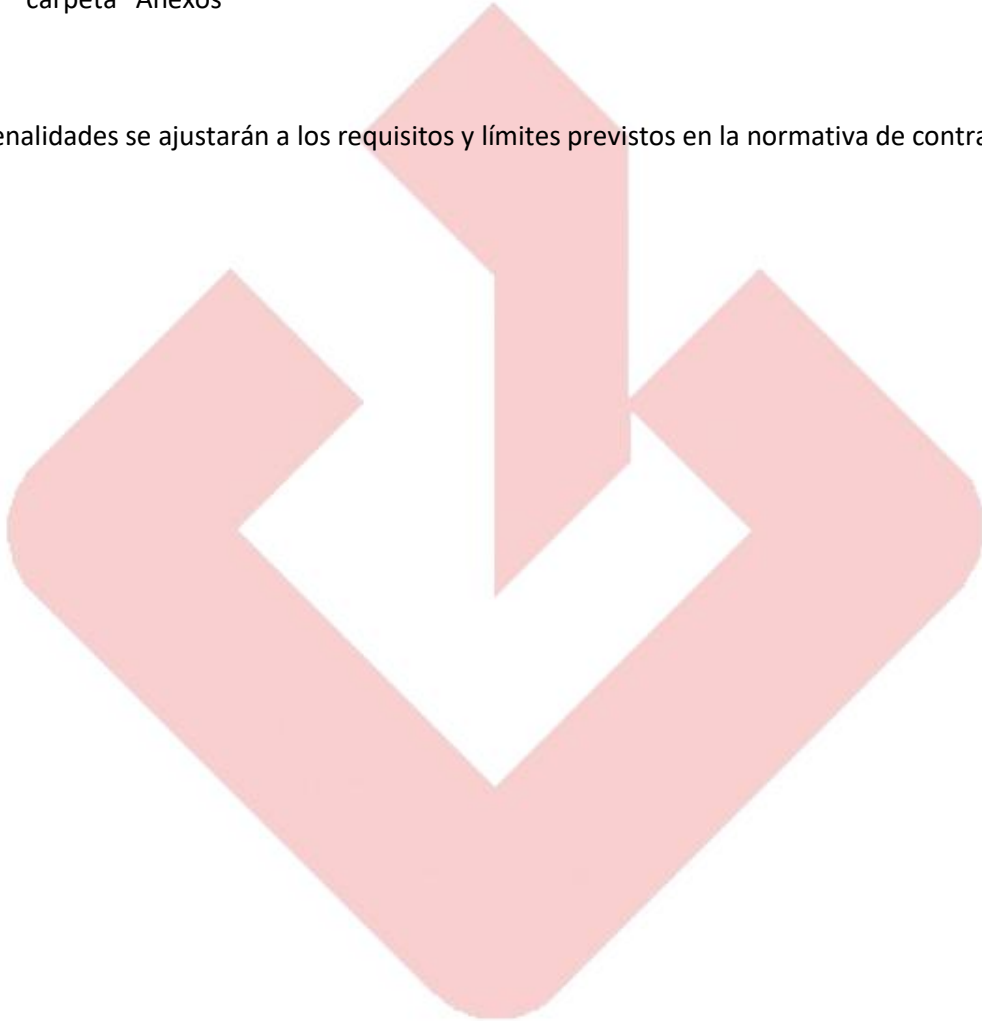 carpeta "Anexos"
enalidades se ajustarán a los requisitos y límites previstos en la normativa de contra